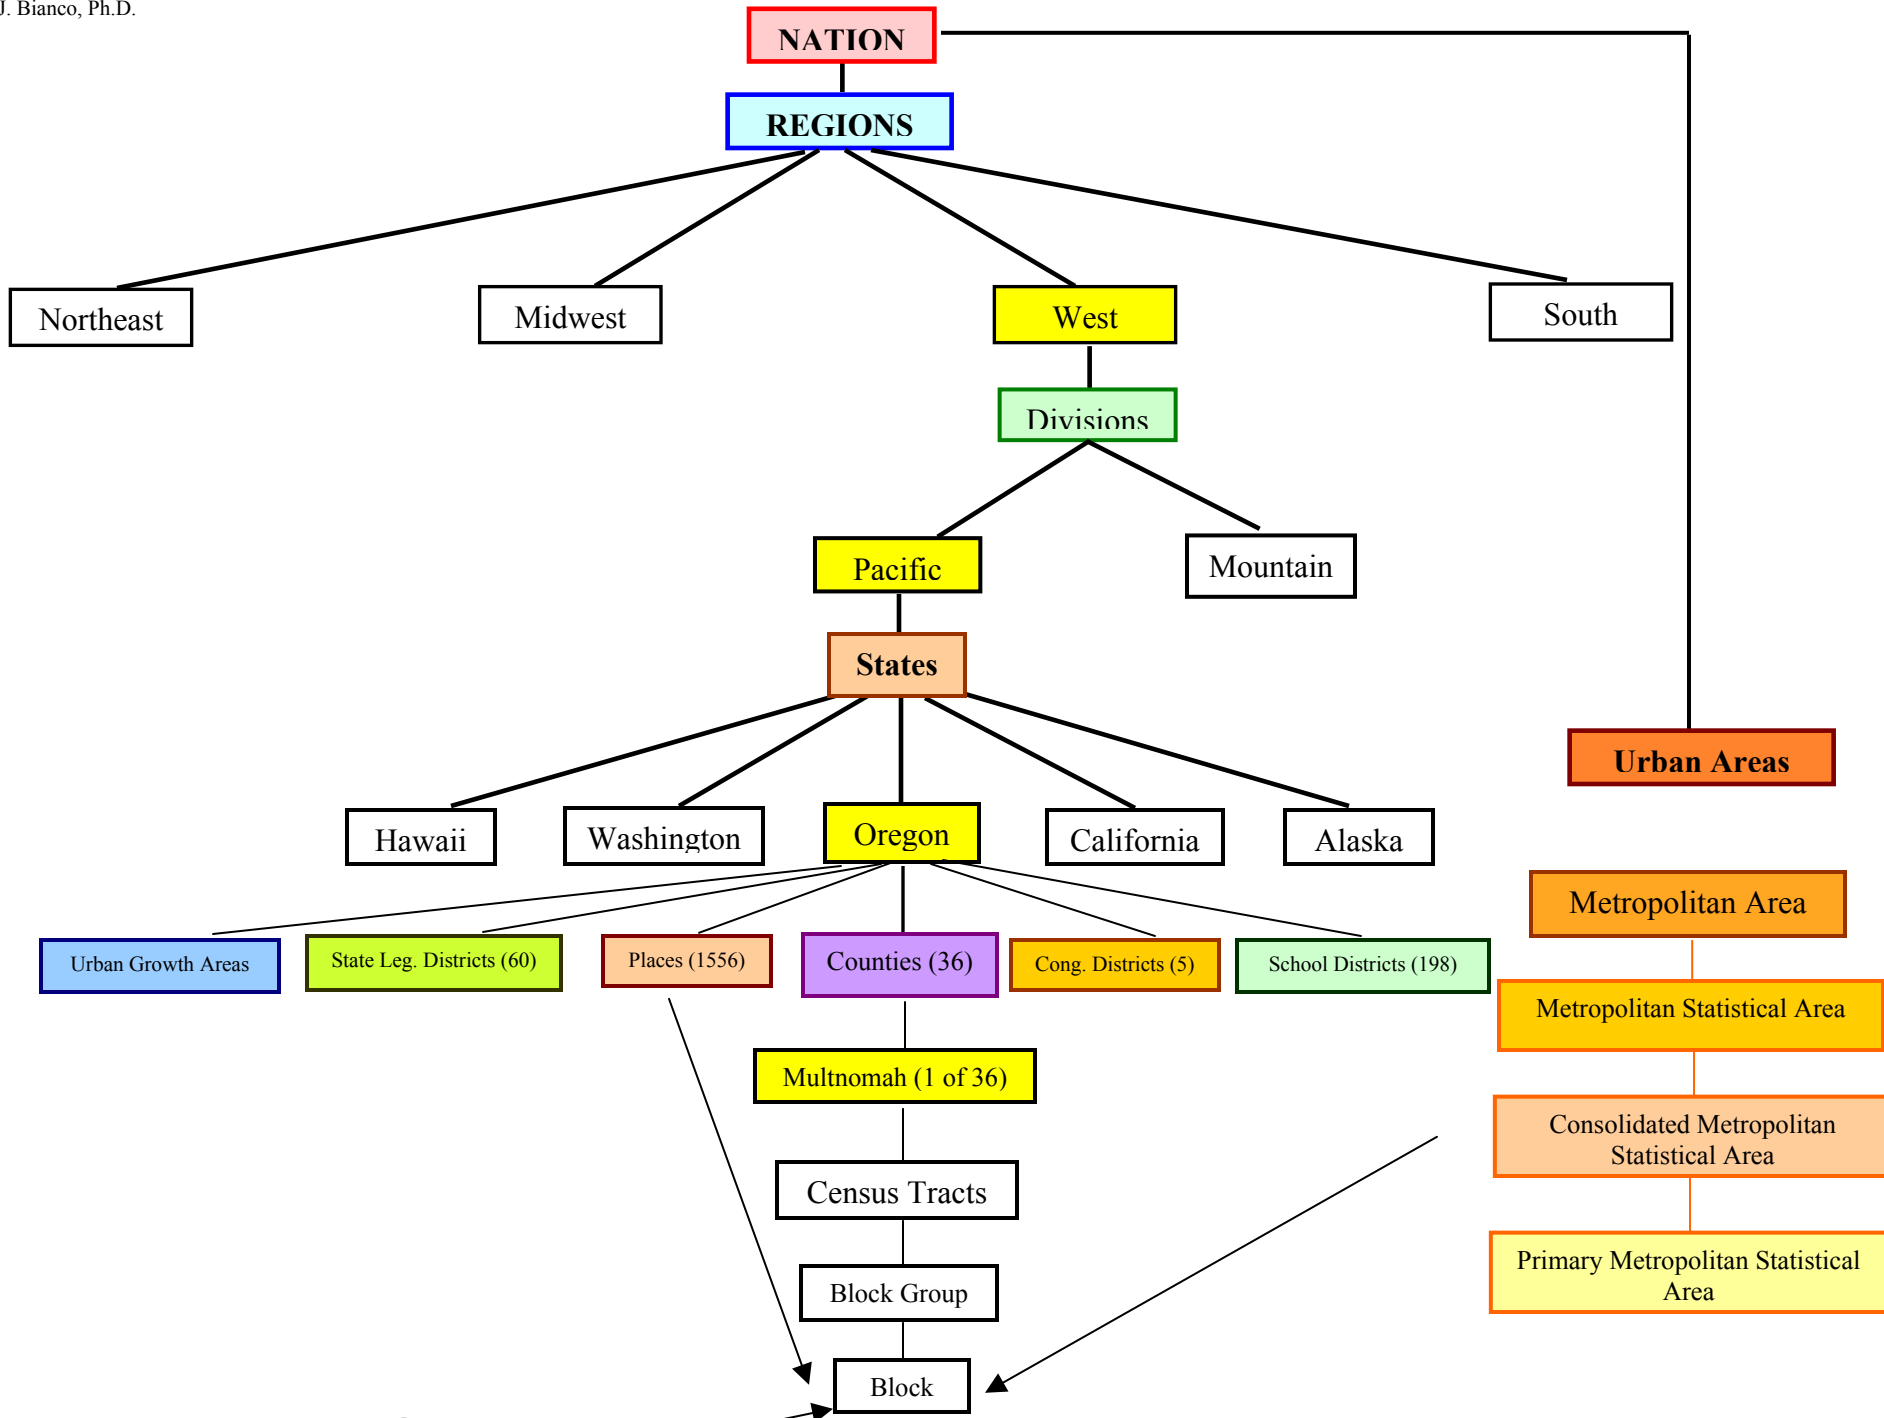 J. Bianco, Ph.D.
NATION
REGIONS
Northeast
Midwest
West
South
Divisions
Pacific
Mountain
States
Urban Areas
Hawaii
Washington
Oregon
California
Alaska
Metropolitan Area
Urban Growth Areas
State Leg. Districts (60)
Places (1556)
Counties (36)
Cong. Districts (5)
School Districts (198)
Metropolitan Statistical Area
Multnomah (1 of 36)
Consolidated Metropolitan
Statistical Area
Census Tracts
Primary Metropolitan Statistical
Area
Block Group
Block